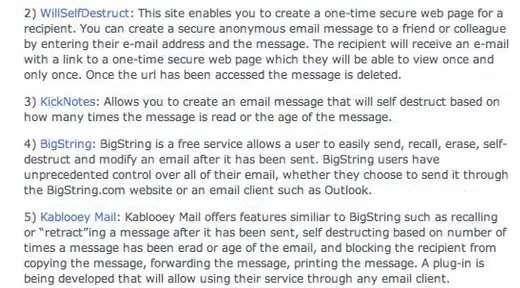 2) WillSelfDestruct: This site enables you to create a one-time secure web page for a
recipient. You can create a secure anonymous email message to a friend or colleague
by entering their e-mail address and the message. The recipient will receive an e-mail
with a link to a one-time secure web page which they will be able to view once and
only once. Once the url has been accessed the message is deleted.
3) KickNotes: Allows you to create an email message that will self destruct based on
how many times the message is read or the age of the message.
4) BigString: BigString is a free service allows a user to easily send, recall, erase, self-
destruct and modify an email after it has been sent. BigString users have
unprecedented control over all of their email, whether they choose to send it through
the BigString.com website or an email client such as Outlook.
5) Kablooey Mail: Kablooey Mail offers features similiar to BigString such as recalling
or “retract”ing a message after it has been sent, self destructing based on number of
times a message has been erad or age of the email, and blocking the recipient from
copying the message, forwarding the message, printing the message. A plug-in is
being developed that will allow using their service through any email client.